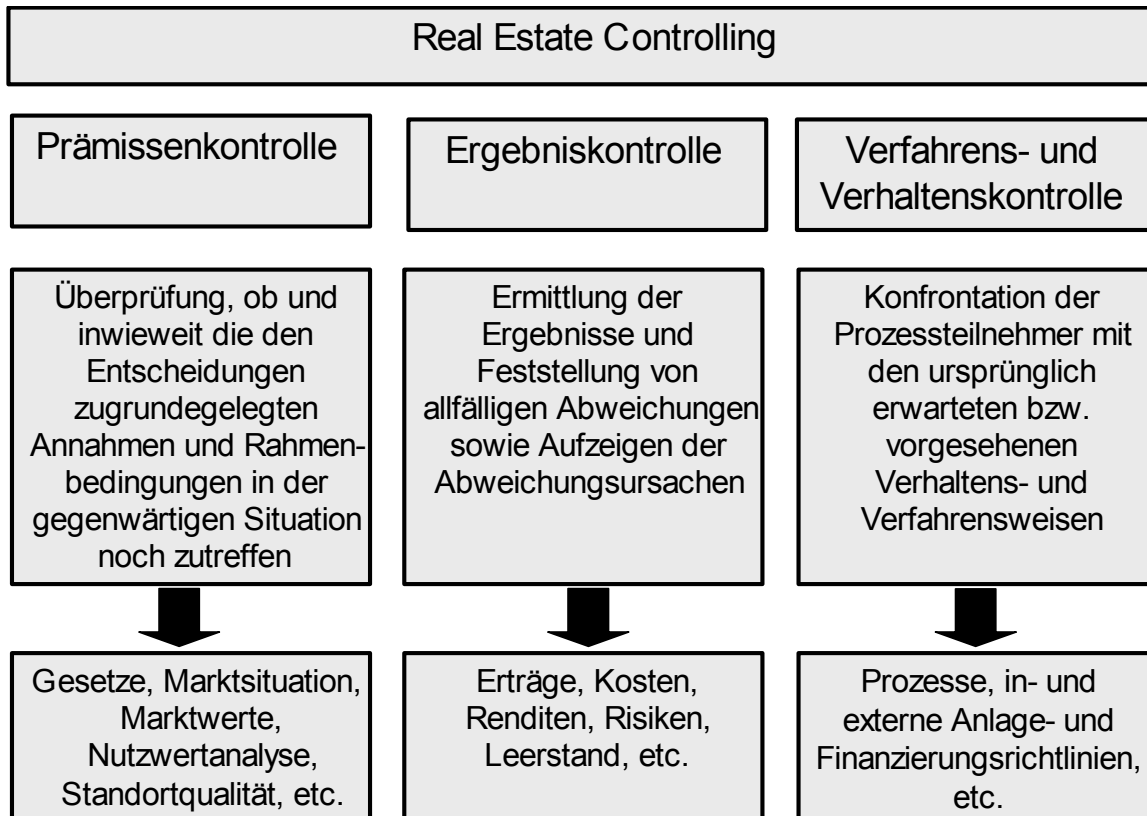 Real Estate Controlling
Prämissenkontrolle
Ergebniskontrolle
Verfahrens- und
Verhaltenskontrolle
Überprüfung, ob und
inwieweit die den
Entscheidungen
zugrundegelegten
Annahmen und Rahmen-
bedingungen in der
gegenwärtigen Situation
noch zutreffen
Ermittlung der
Ergebnisse und
Feststellung von
allfälligen Abweichungen
sowie Aufzeigen der
Abweichungsursachen
Konfrontation der
Prozessteilnehmer mit
den ursprünglich
erwarteten bzw.
vorgesehenen
Verhaltens- und
Verfahrensweisen
Gesetze, Marktsituation,
Marktwerte,
Nutzwertanalyse,
Standortqualität, etc.
Erträge, Kosten,
Renditen, Risiken,
Leerstand, etc.
Prozesse, in- und
externe Anlage- und
Finanzierungsrichtlinien,
etc.